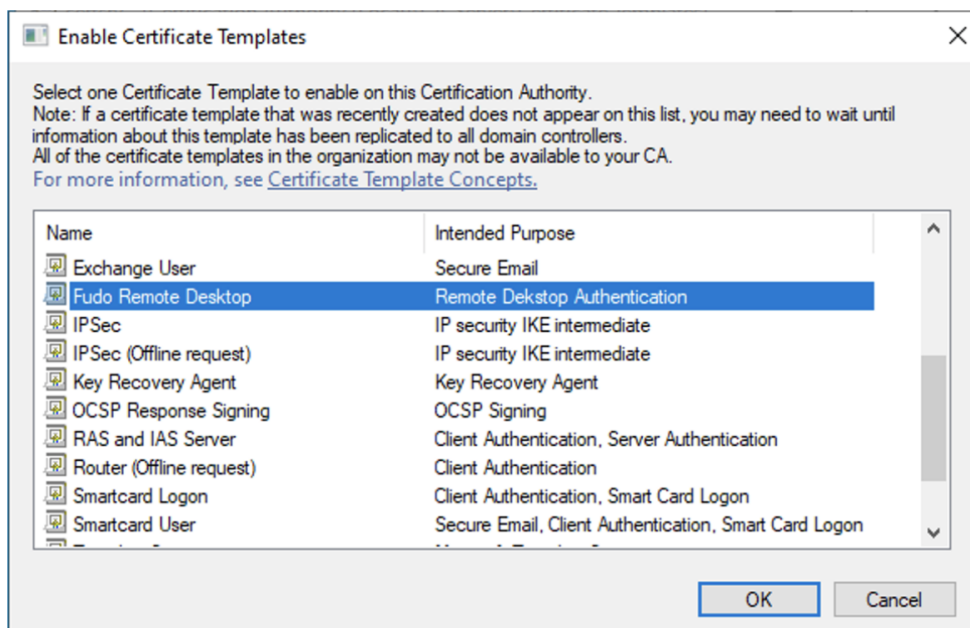 Enable Certificate Templates
Select one Certificate Template to enable on this Certification Authority.
Note: If a certificate template that was recently created does not appear on this list, you may need to wait until
information about this template has been replicated to all domain controllers.
All of the certificate templates in the organization may not be available to your CA.
For more information, see Certificate Template Concepts.
Name Intended Purpose
Exchange User Secure Email
Fudo Remote Desktop Remote Dekstop Authentication
IPSec IP security IKE intermediate
IPSec (Offline request) IP security IKE intermediate
Key Recovery Agent Key Recovery Agent
OCSP Response Signing OCSP Signing
RAS and IAS Server Client Authentication, Server Authentication
Router (Offline request) Client Authentication
Smartcard Logon Client Authentication, Smart Card Logon
Smartcard User Secure Email, Client Authentication, Smart Card Logon
OK Cancel